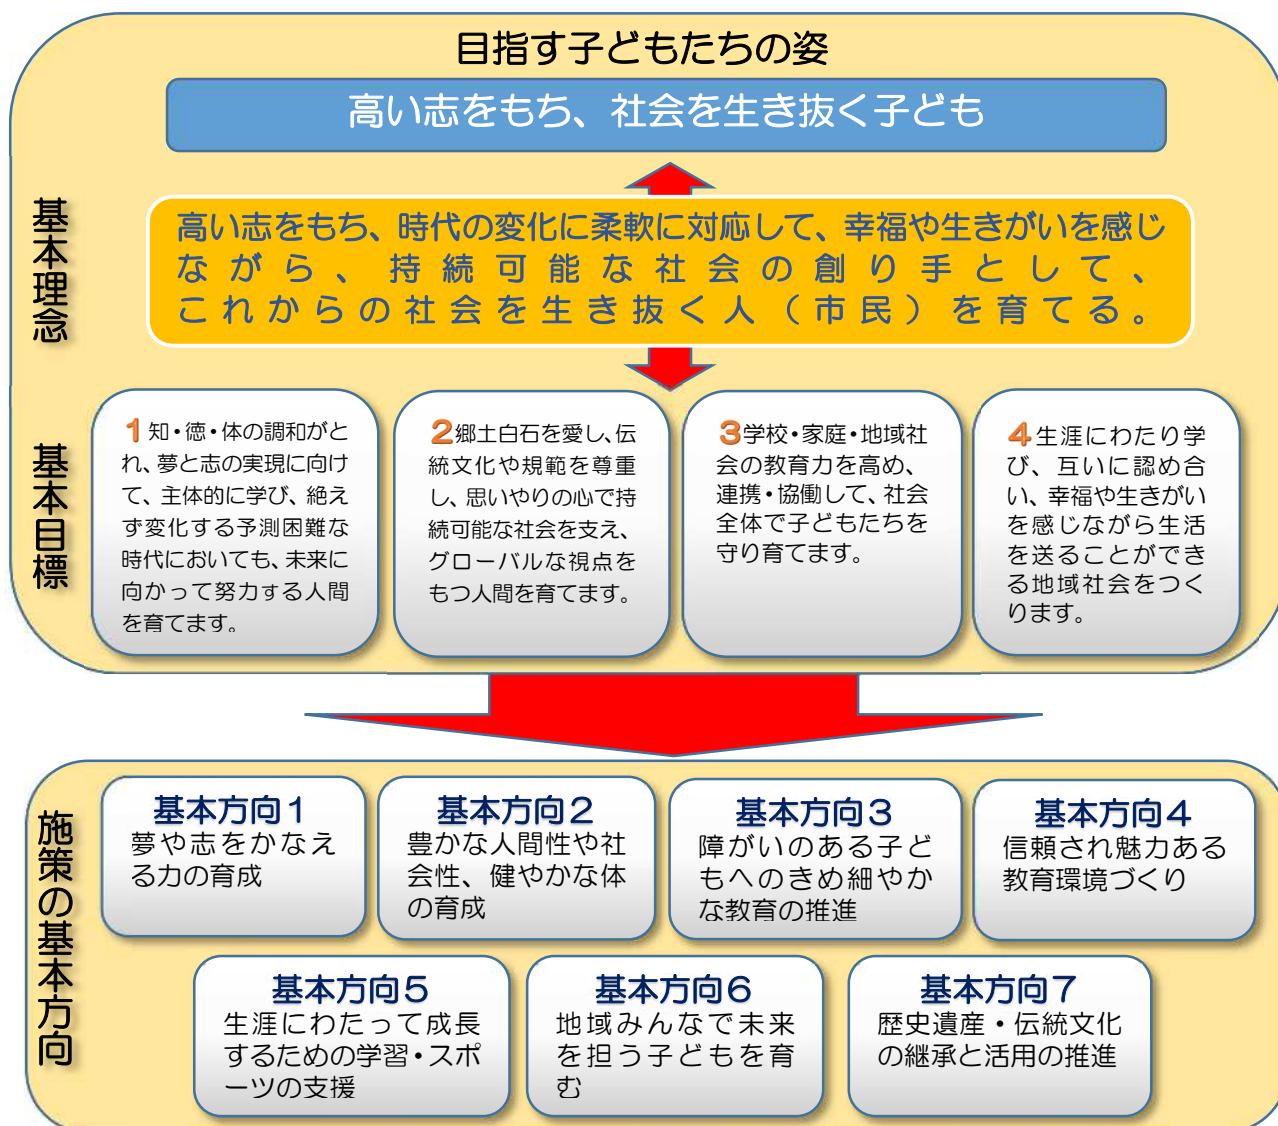 目指す子どもたちの姿
高い志をもち、社会を生き抜く子ども
基本理念
高い志をもち、時代の変化に柔軟に対応して、幸福や生きがいを感じ
ながら、持続可能な社会の創り手として、
これからの社会を生き抜く人（市民）を育てる。
基本目標
1 知・徳・体の調和がと
れ、夢と志の実現に向け
て、主体的に学び、絶え
ず変化する予測困難な
時代においても、未来に
向かって努力する人間
を育てます。
2郷土白石を愛し、伝
統文化や規範を尊重
し、思いやりの心で持
続可能な社会を支え、
グローバルな視点を
もつ人間を育てます。
3学校・家庭・地域社
会の教育力を高め、
連携・協働して、社会
全体で子どもたちを
守り育てます。
4生涯にわたり学
び、互いに認め合
い、幸福や生きがい
を感じながら生活
を送ることができ
る地域社会をつく
ります。
施策の基本方向
基本方向１
夢や志をかなえ
る力の育成
基本方向２
豊かな人間性や社
会性、健やかな体
の育成
基本方向３
障がいのある子ど
もへのきめ細やか
な教育の推進
基本方向４
信頼され魅力ある
教育環境づくり
基本方向５
生涯にわたって成長
するための学習・スポ
ーツの支援
基本方向６
地域みんなで未来
を担う子どもを育
む
基本方向７
歴史遺産・伝統文化
の継承と活用の推進